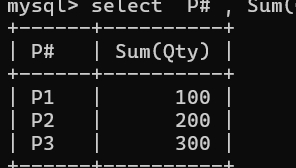 mysql> select P# , Sum(
+------+----------+
| P# | Sum(Qty) |
+------+----------+
| P1 | 100 |
| P2 | 200 |
| P3 | 300 |
+------+----------+